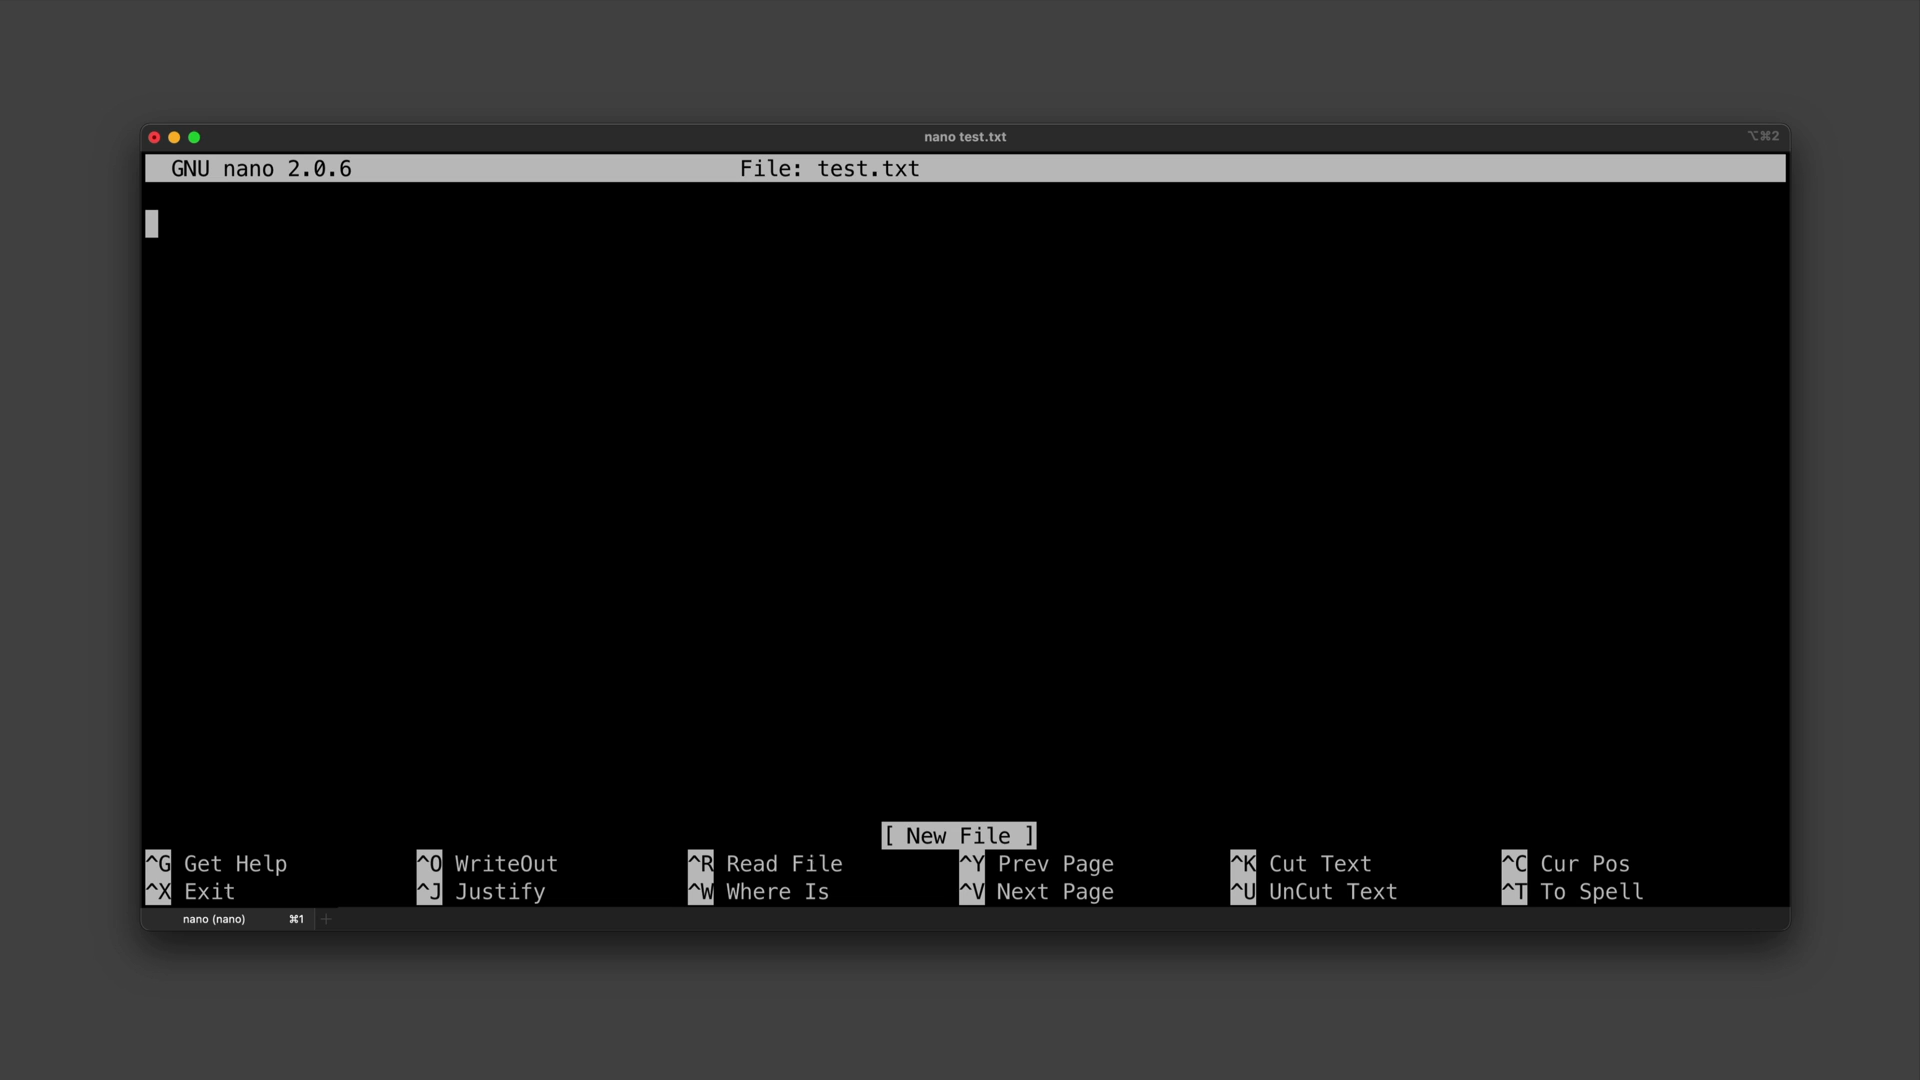 nano test.txt ⌥⌘2
GNU nano 2.0.6 File: test.txt
[ New File ]
^G Get Help ^O WriteOut ^R Read File ^Y Prev Page ^K Cut Text ^C Cur Pos
^X Exit ^J Justify ^W Where Is ^V Next Page ^U UnCut Text ^T To Spell
nano (nano) ⌘1 +